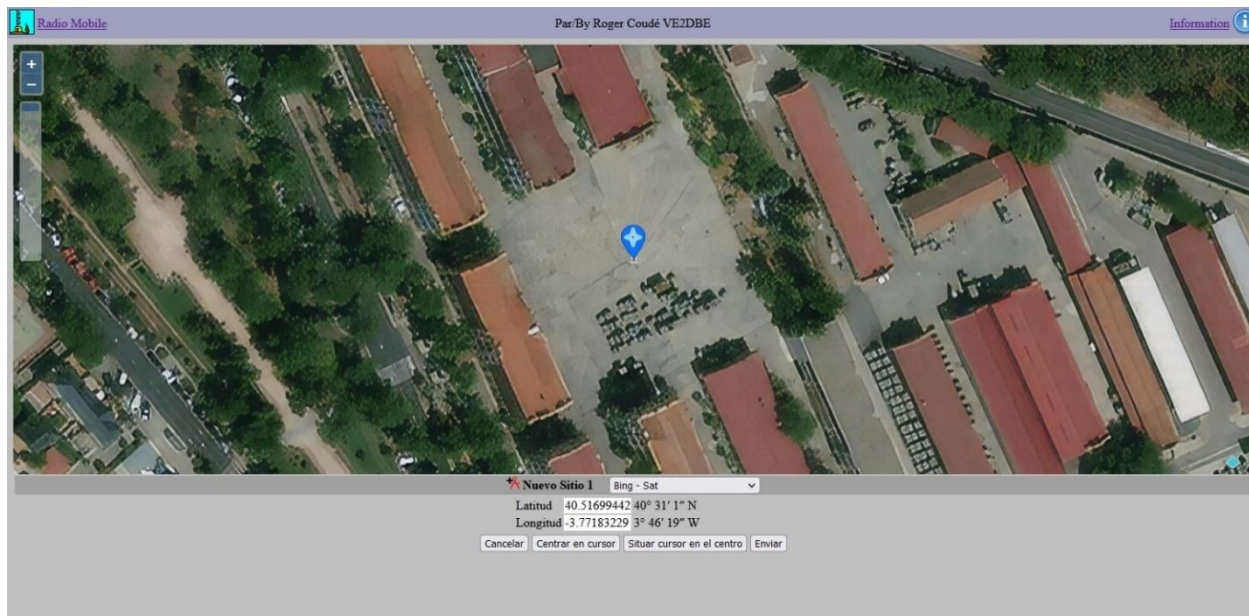 Radio Mobile Par/By Roger Coudé VE2DBE Information
+
−
Nuevo Sitio 1 Bing - Sat
Latitud 40.51699442 40° 31′ 1″ N
Longitud -3.77183229 3° 46′ 19″ W
Cancelar Centrar en cursor Situar cursor en el centro Enviar